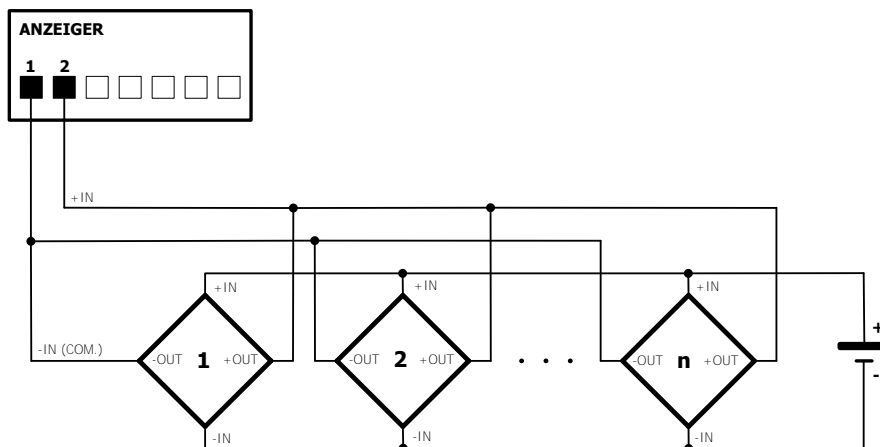 ANZEIGER
1 2
+IN
+IN +IN +IN
+
-IN (COM.) -OUT 1 +OUT -OUT 2 +OUT . . . -OUT n +OUT
-
-IN -IN -IN